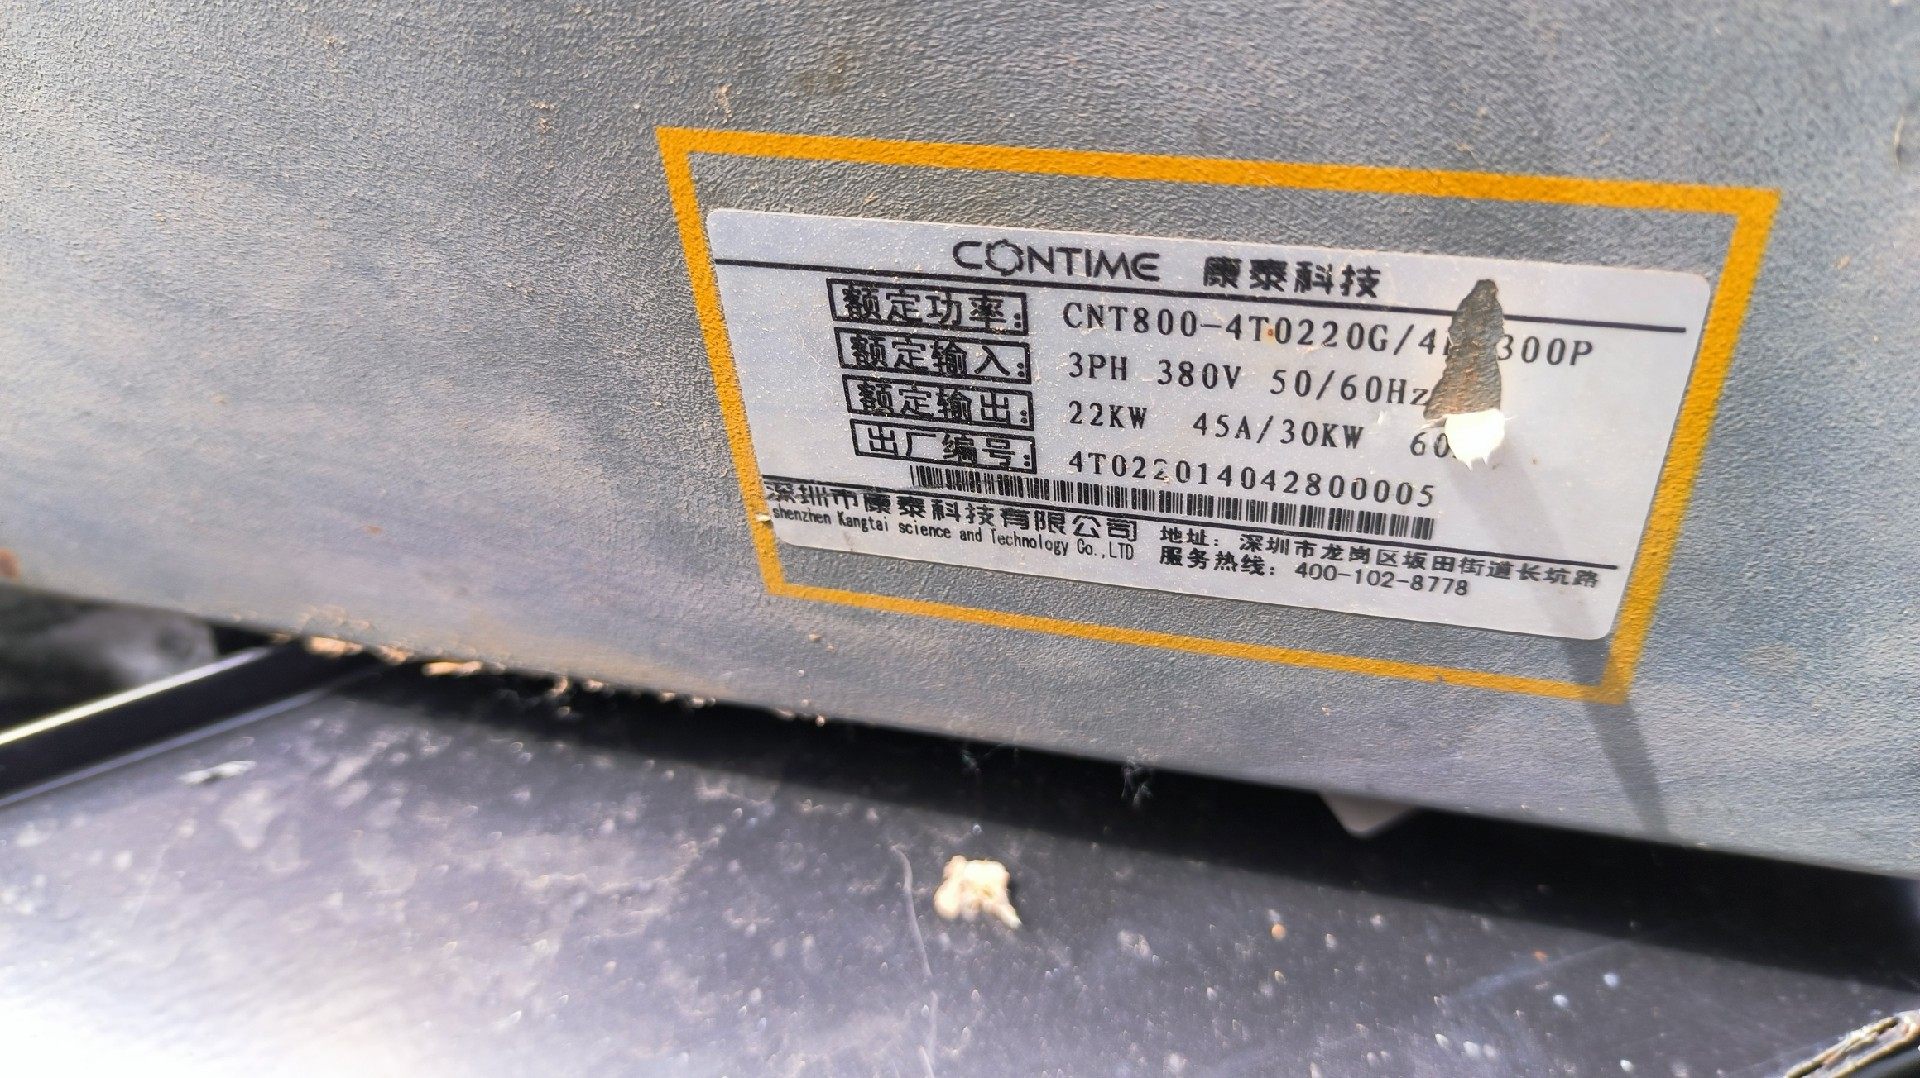 CONTIME 康泰科技
额定功率: CNT800-4T0220G/4 300P
额定输入: 3PH 380V 50/60Hz
额定输出: 22KW 45A/30KW 60
出厂编号: 4T022014042800005
深圳市康泰科技有限公司
shenzhen Kangtai science and Technology Co.,LTD
地址: 深圳市龙岗区坂田街道长坑路
服务热线: 400-102-8778